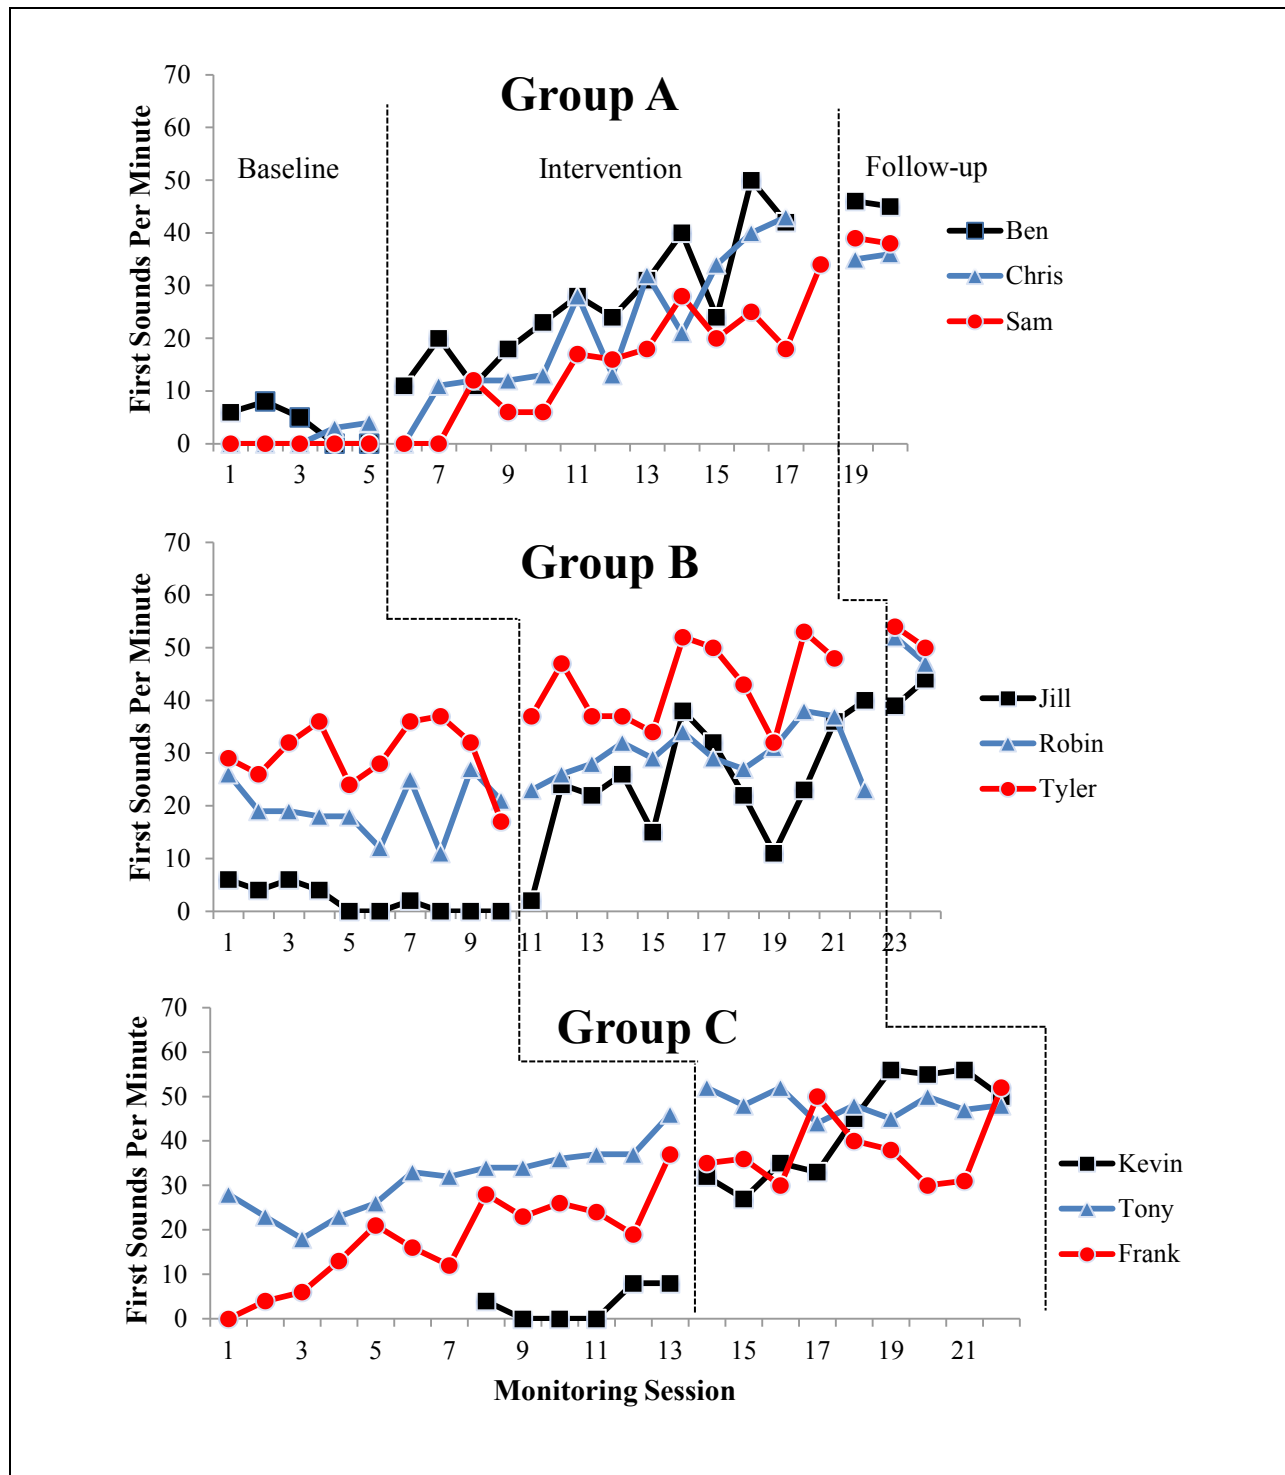 Group A
70
60
50
40
30
20
10
0
First Sounds Per Minute
Baseline
Intervention
Follow-up
Ben
Chris
Sam
1 3 5 7 9 11 13 15 17 19
Group B
70
60
50
40
30
20
10
0
First Sounds Per Minute
Jill
Robin
Tyler
1 3 5 7 9 11 13 15 17 19 21 23
Group C
70
60
50
40
30
20
10
0
First Sounds Per Minute
Kevin
Tony
Frank
1 3 5 7 9 11 13 15 17 19 21
Monitoring Session